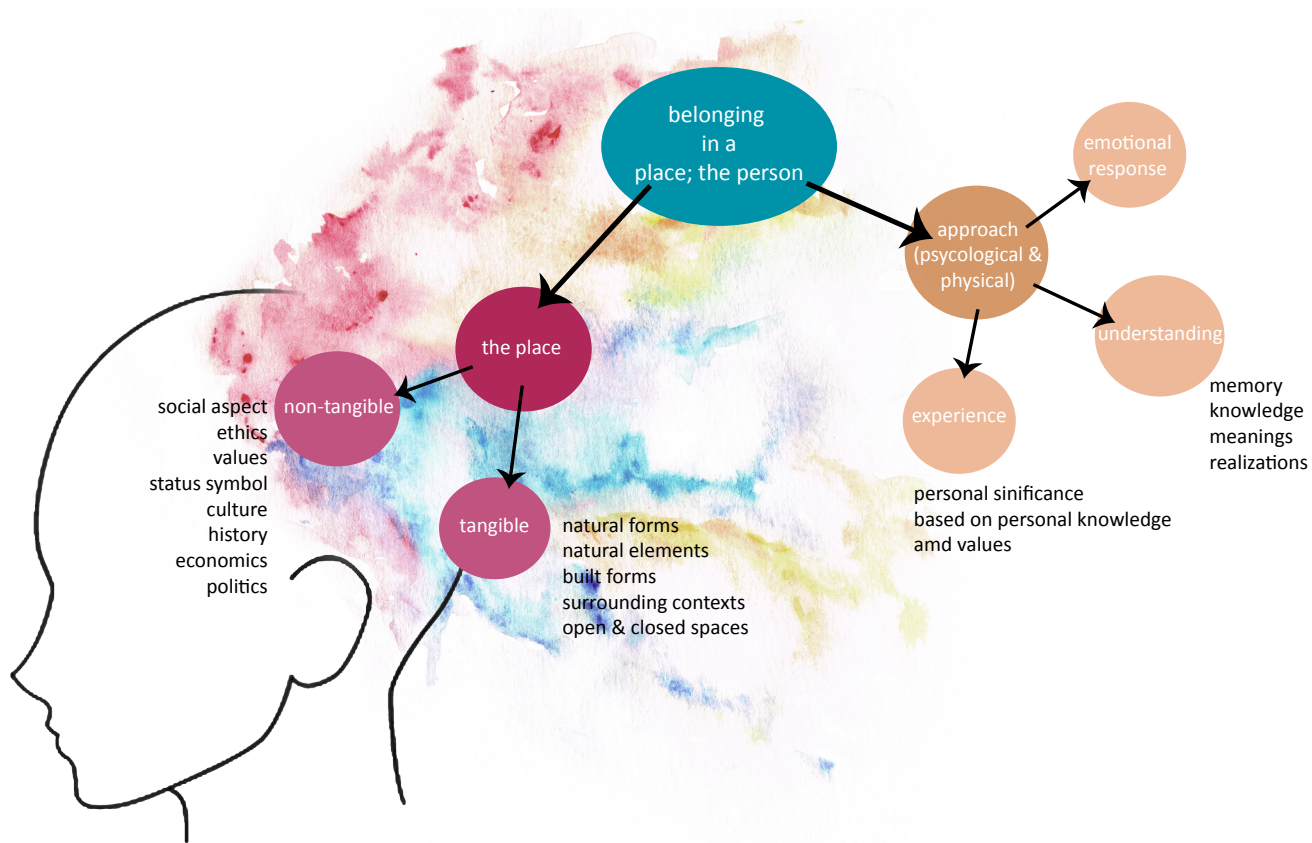 belonging
in a
place; the person
emotional
response
approach
(psycological &
physical)
understanding
memory
knowledge
meanings
realizations
experience
personal sinificance
based on personal knowledge
amd values
the place
non-tangible
social aspect
ethics
values
status symbol
culture
history
economics
politics
tangible
natural forms
natural elements
built forms
surrounding contexts
open & closed spaces